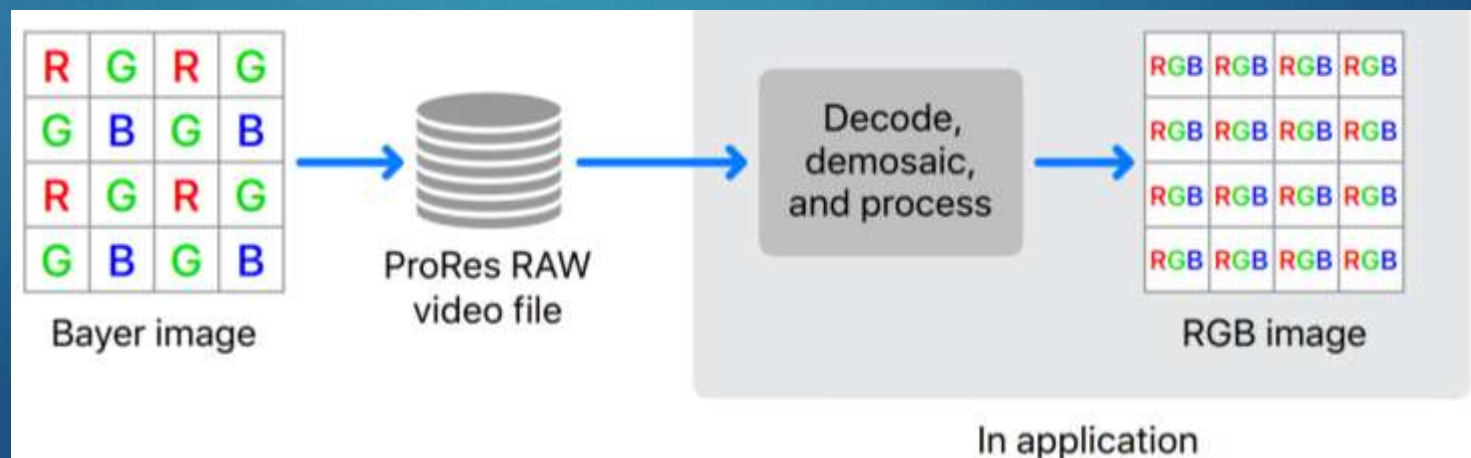 R G R G
G B G B
R G R G
G B G B
Bayer image
ProRes RAW
video file
Decode,
demosaic,
and process
RGB RGB RGB RGB
RGB RGB RGB RGB
RGB RGB RGB RGB
RGB RGB RGB RGB
RGB image
In application